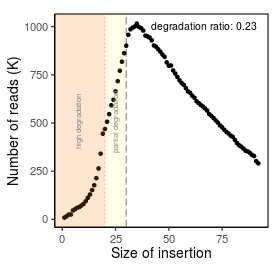 degradation ratio: 0.23
Number of reads (K)
1000
750
500
250
0
high degradation
partial degradation
0
25
50
75
Size of insertion